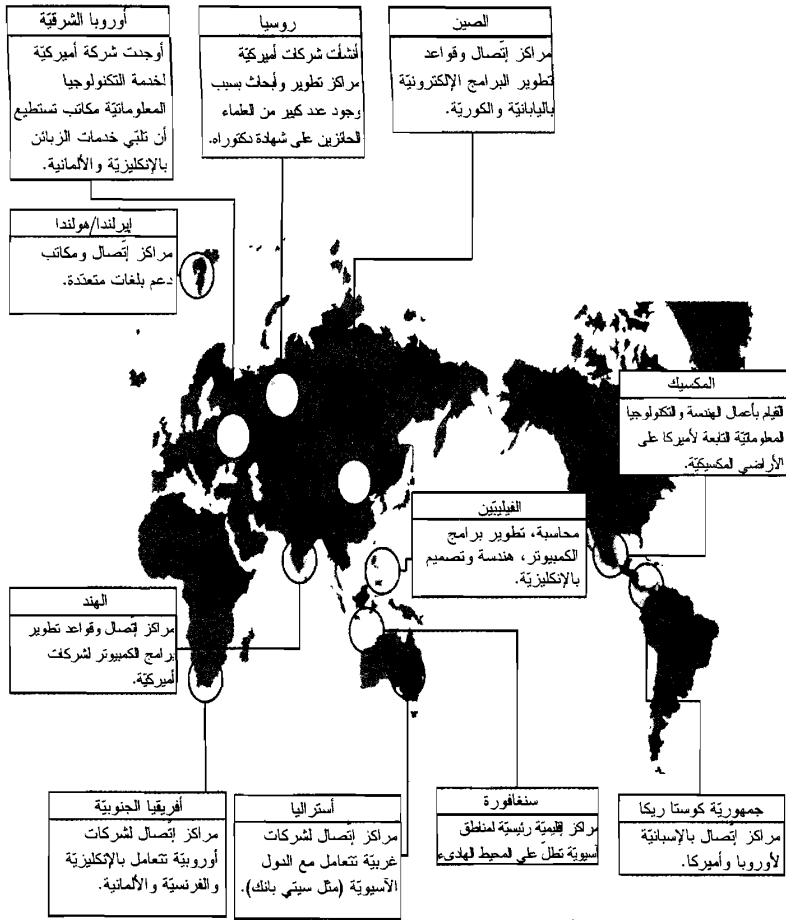 أوروبا الشرقيّة
أوجدت شركة أميركيّة
لخدمة التكنولوجيا
المعلوماتيّة مكاتب تستطيع
أن تلبّي خدمات الزبائن
بالإنكليزيّة والألمانية.
روسيا
أنشأت شركات أميركيّة
مراكز تطوير وأبحاث بسبب
وجود عدد كبير من العلماء
الحائزين على شهادة دكتوراه.
الصين
مراكز إتّصال وقواعد
تطوير البرامج الإلكترونيّة
باليابانيّة والكوريّة.
إيرلندا/هولندا
مراكز إتّصال ومكاتب
دعم بلغات متعدّدة.
المكسيك
القيام بأعمال الهندسة والتكنولوجيا
المعلوماتيّة التابعة لأميركا على
الأراضي المكسيكيّة.
الفيليبّين
محاسبة، تطوير برامج
الكمبيوتر، هندسة وتصميم
بالإنكليزيّة.
الهند
مراكز إتّصال وقواعد تطوير
برامج الكمبيوتر لشركات
أميركيّة.
أفريقيا الجنوبيّة
مراكز إتّصال لشركات
أوروبيّة تتعامل بالإنكليزيّة
والفرنسيّة والألمانية.
أستراليا
مراكز إتّصال لشركات
غربيّة تتعامل مع الدول
الآسيويّة (مثل سيتي بانك).
سنغافورة
مراكز إقليميّة رئيسيّة لمناطق
آسيويّة تطلّ على المحيط الهادىء
جمهوريّة كوستا ريكا
مراكز إتّصال بالإسبانيّة
لأوروبا وأميركا.